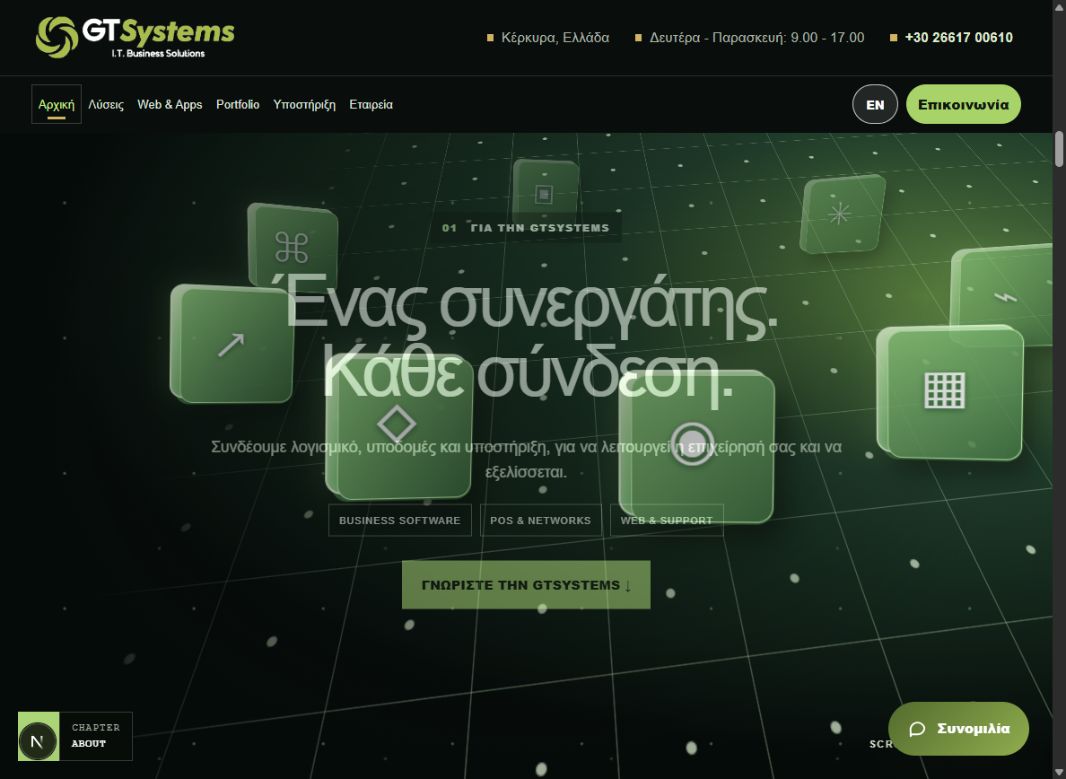 GTSystems
I.T. Business Solutions
Κέρκυρα, Ελλάδα
Δευτέρα - Παρασκευή: 9.00 - 17.00
+30 26617 00610
Αρχική
Λύσεις
Web & Apps
Portfolio
Υποστήριξη
Εταιρεία
EN
Επικοινωνία
01 ΓΙΑ ΤΗΝ GTSYSTEMS
Ένας συνεργάτης.
Κάθε σύνδεση.
Συνδέουμε λογισμικό, υποδομές και υποστήριξη, για να λειτουργεί η επιχείρησή σας και να
εξελίσσεται.
BUSINESS SOFTWARE
POS & NETWORKS
WEB & SUPPORT
ΓΝΩΡΙΣΤΕ ΤΗΝ GTSYSTEMS ↓
N
CHAPTER
ABOUT
SCR
Συνομιλία